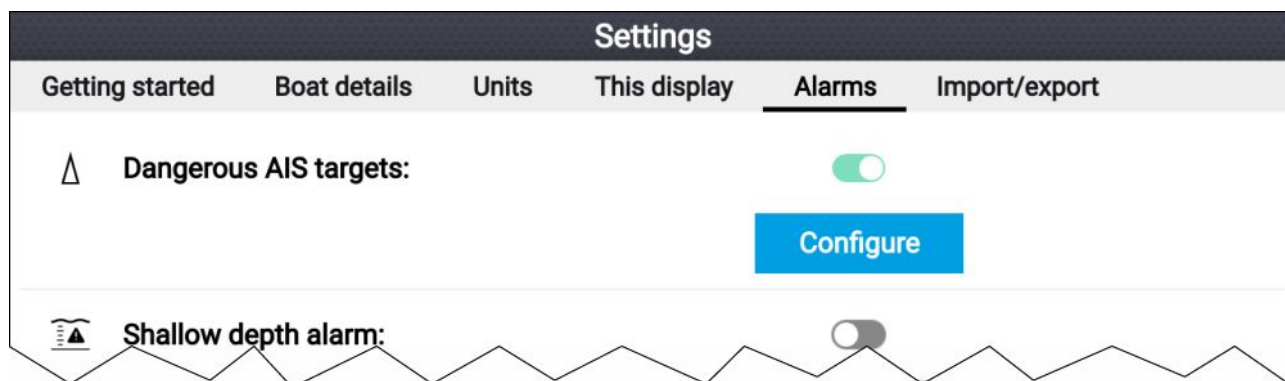 Settings
Getting started Boat details Units This display Alarms Import/export
Dangerous AIS targets:
Configure
Shallow depth alarm: